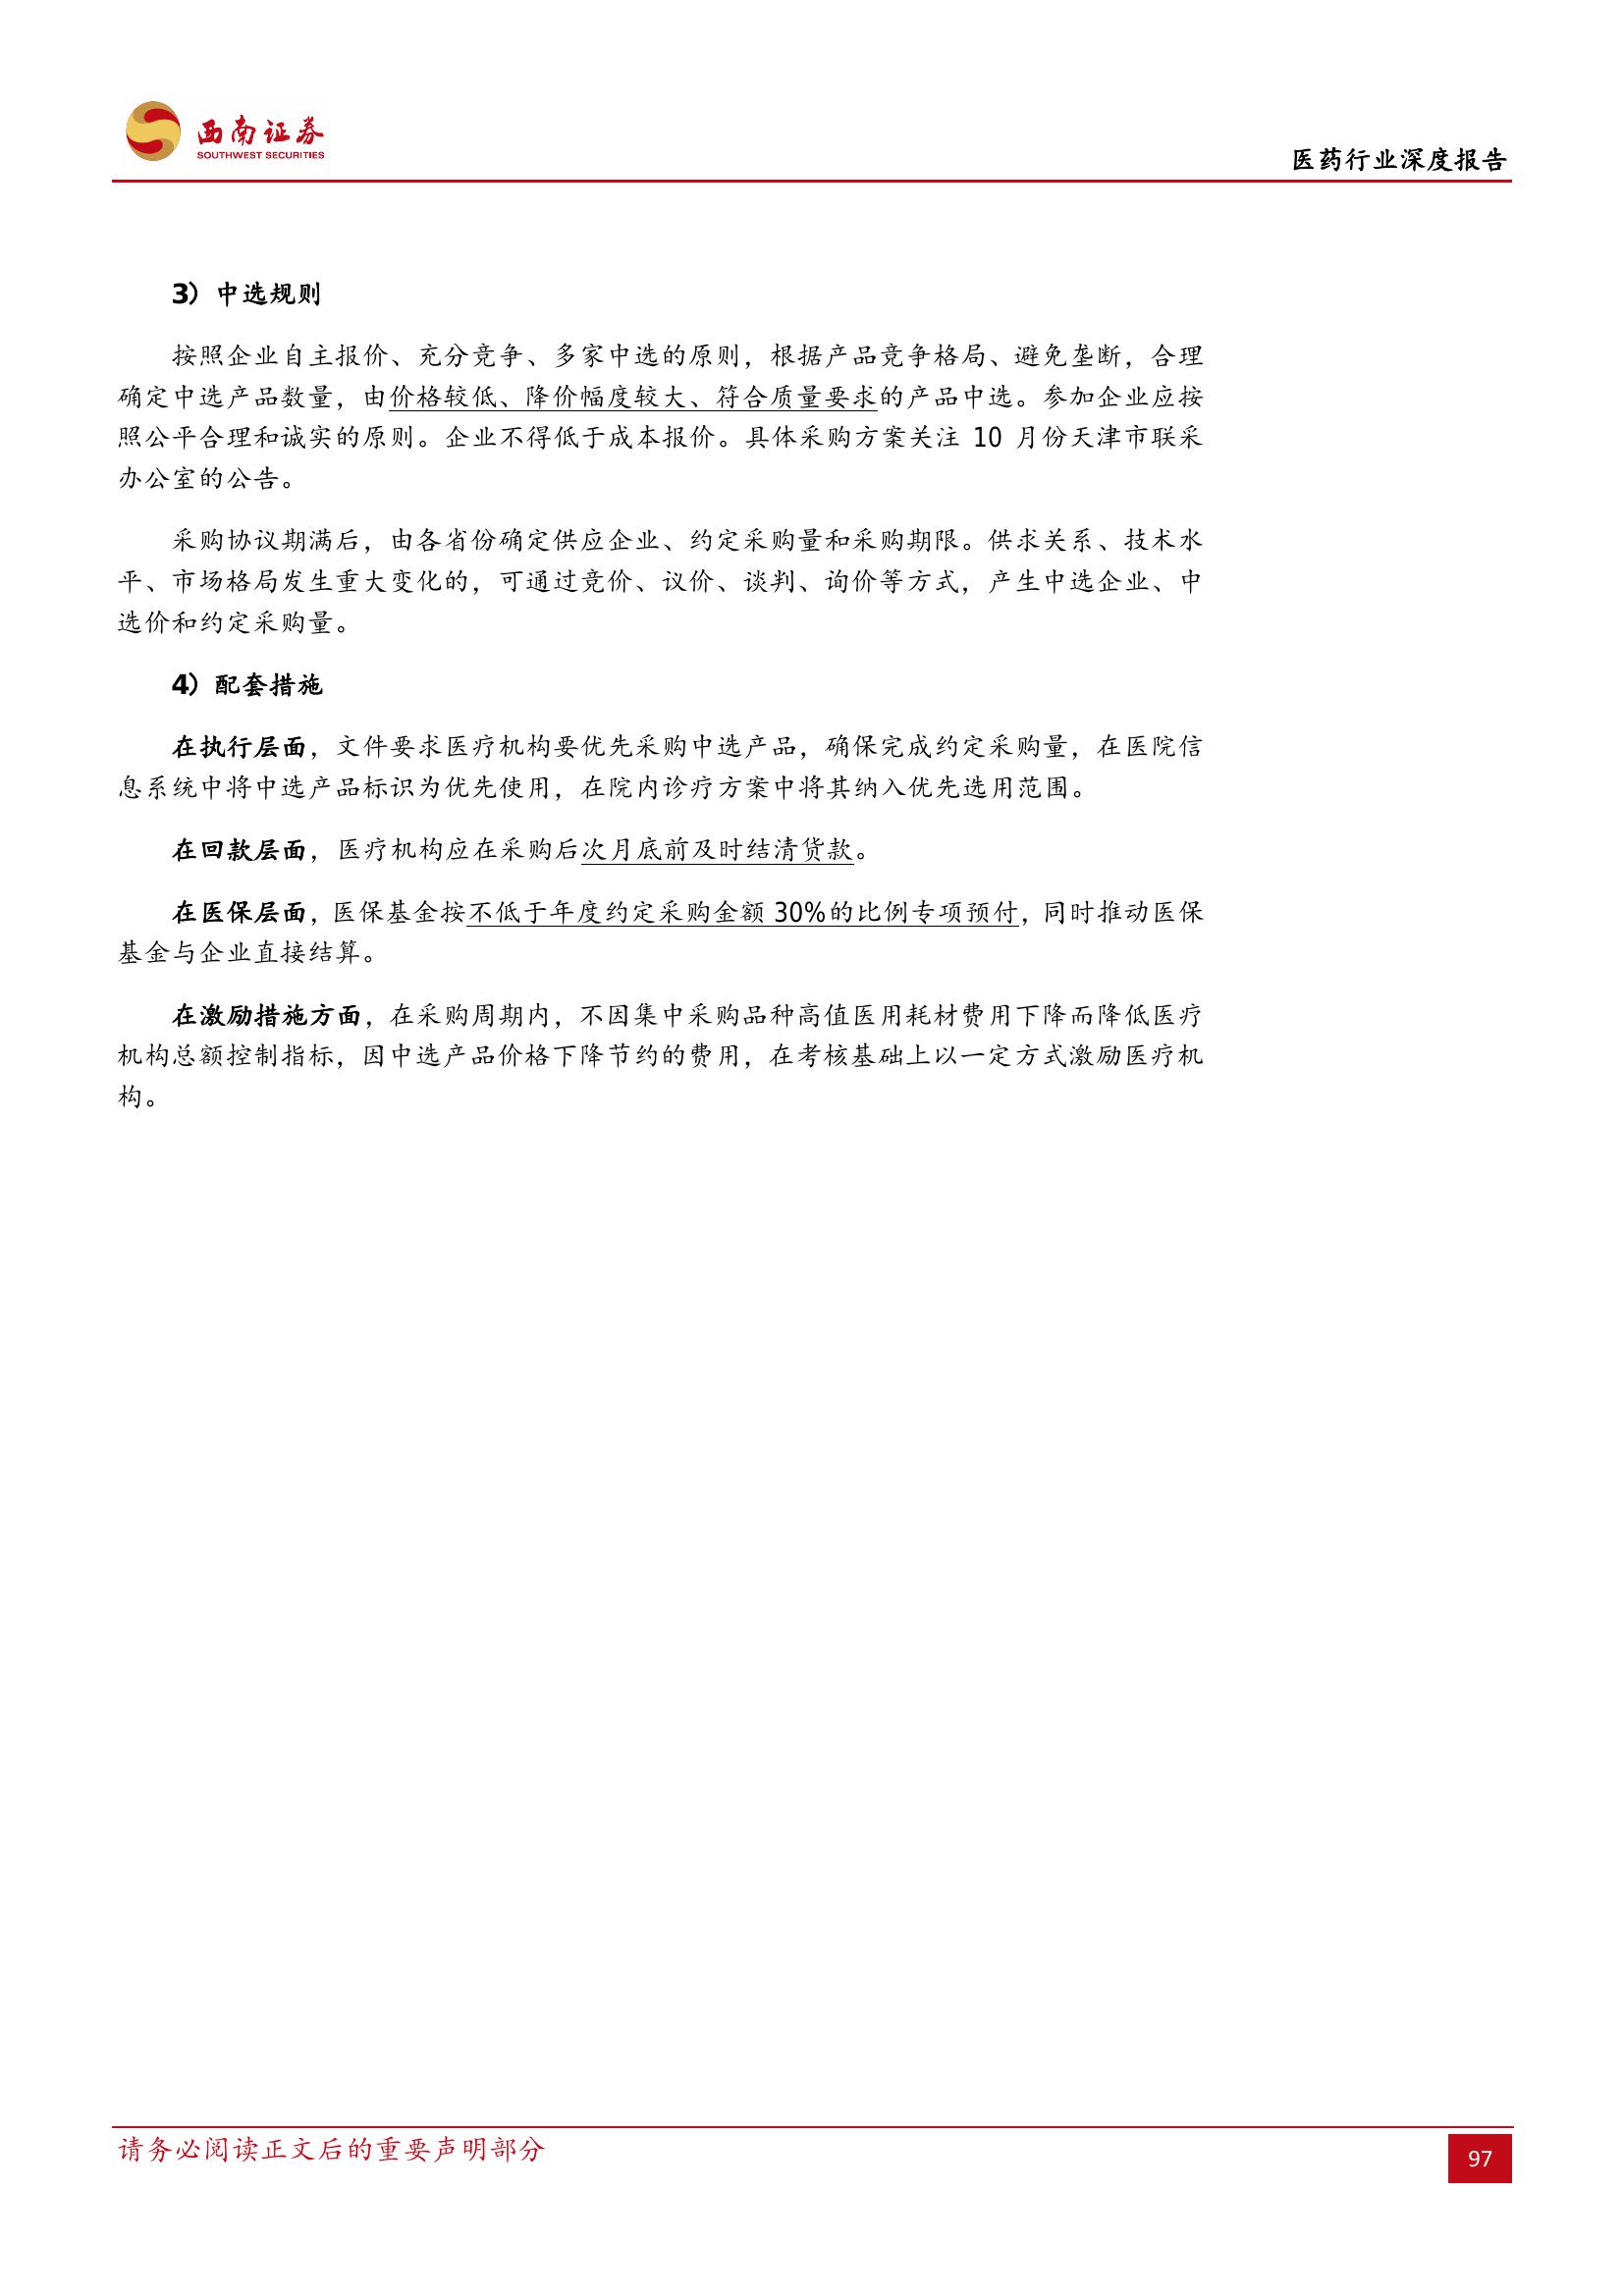 西南证券
SOUTHWEST SECURITIES
医药行业深度报告
3）中选规则
按照企业自主报价、充分竞争、多家中选的原则，根据产品竞争格局、避免垄断，合理
确定中选产品数量，由价格较低、降价幅度较大、符合质量要求的产品中选。参加企业应按
照公平合理和诚实的原则。企业不得低于成本报价。具体采购方案关注 10 月份天津市联采
办公室的公告。
采购协议期满后，由各省份确定供应企业、约定采购量和采购期限。供求关系、技术水
平、市场格局发生重大变化的，可通过竞价、议价、谈判、询价等方式，产生中选企业、中
选价和约定采购量。
4）配套措施
在执行层面，文件要求医疗机构要优先采购中选产品，确保完成约定采购量，在医院信
息系统中将中选产品标识为优先使用，在院内诊疗方案中将其纳入优先选用范围。
在回款层面，医疗机构应在采购后次月底前及时结清货款。
在医保层面，医保基金按不低于年度约定采购金额 30%的比例专项预付，同时推动医保
基金与企业直接结算。
在激励措施方面，在采购周期内，不因集中采购品种高值医用耗材费用下降而降低医疗
机构总额控制指标，因中选产品价格下降节约的费用，在考核基础上以一定方式激励医疗机
构。
请务必阅读正文后的重要声明部分
97